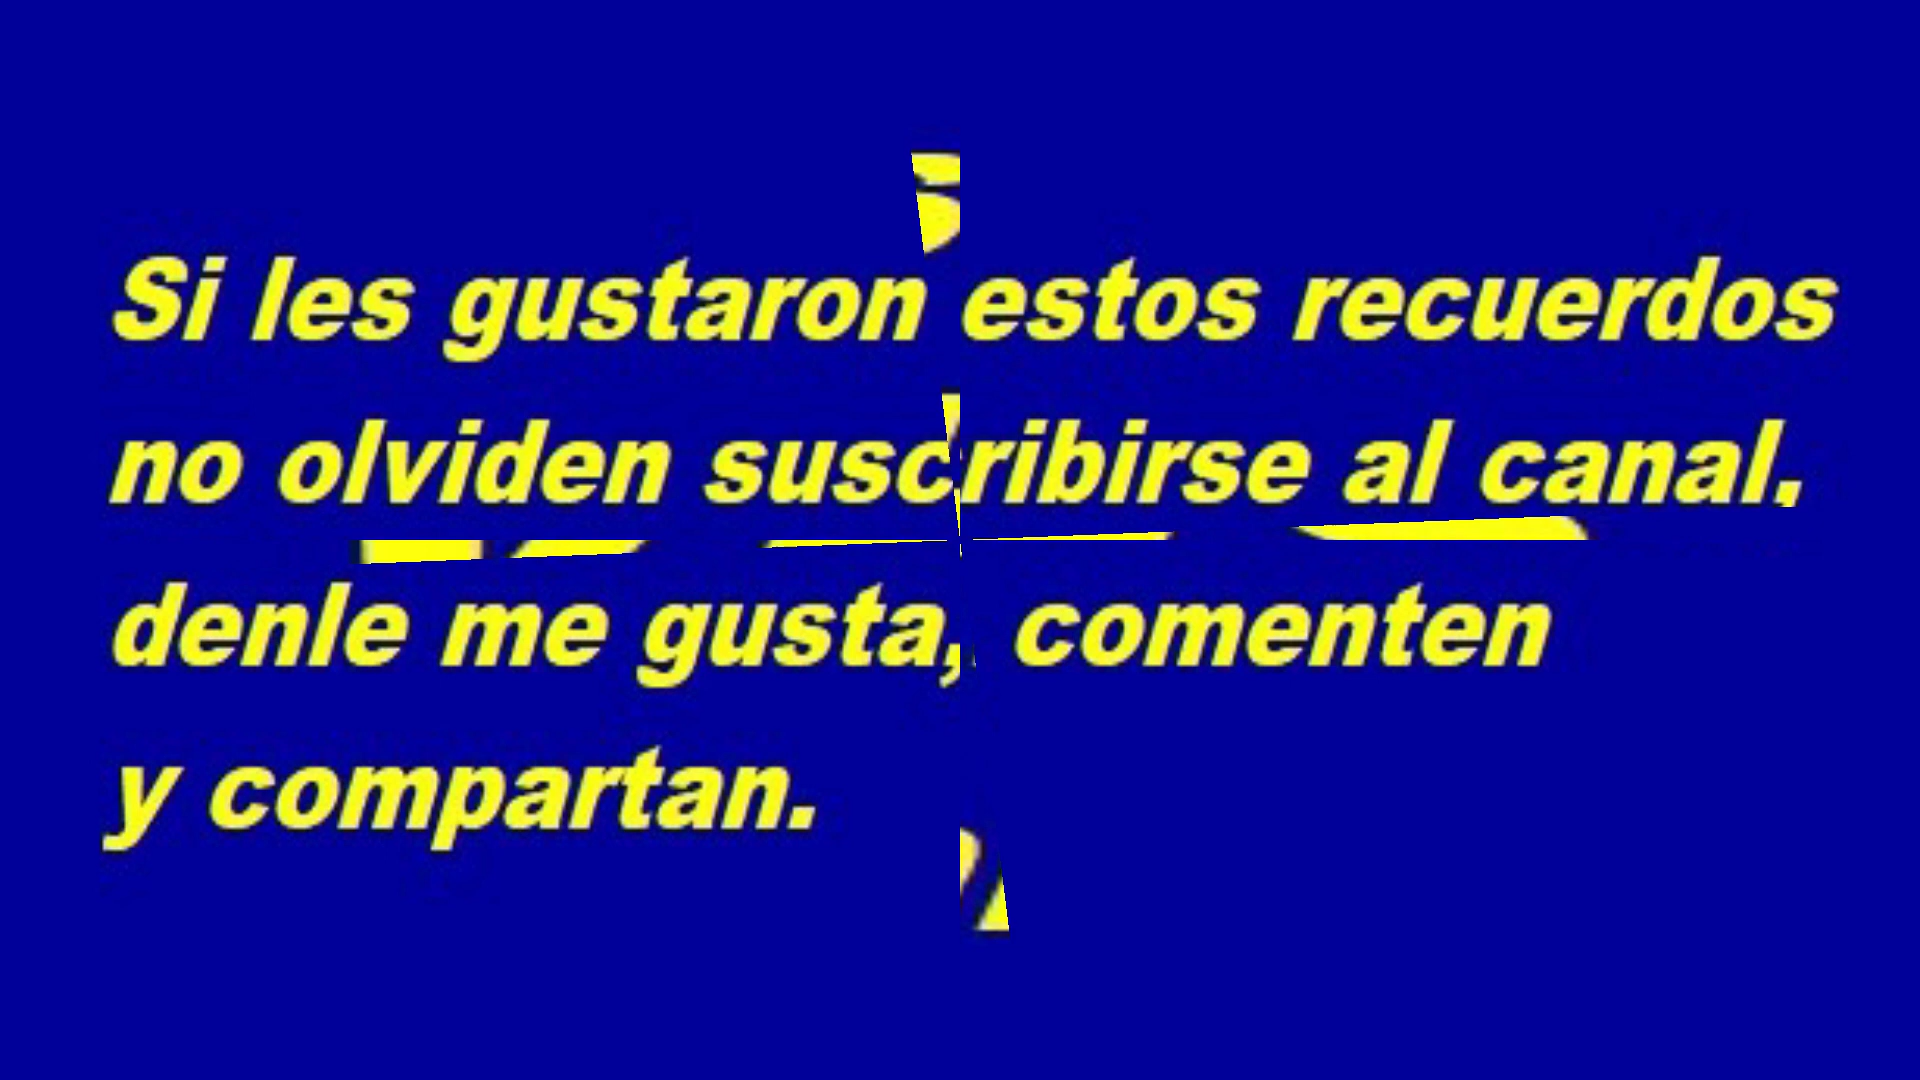 Si les gustaron estos recuerdos
no olviden suscribirse al canal.
denle me gusta, comenten
y compartan.